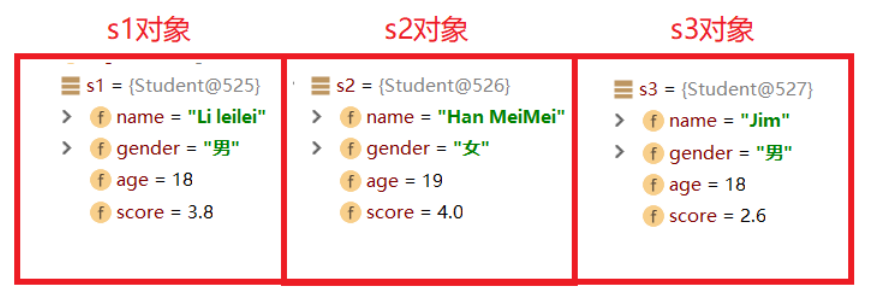 s1对象
s2对象
s3对象
s1 = {Student@525}
f name = "Li leilei"
f gender = "男"
f age = 18
f score = 3.8
s2 = {Student@526}
f name = "Han MeiMei"
f gender = "女"
f age = 19
f score = 4.0
s3 = {Student@527}
f name = "Jim"
f gender = "男"
f age = 18
f score = 2.6